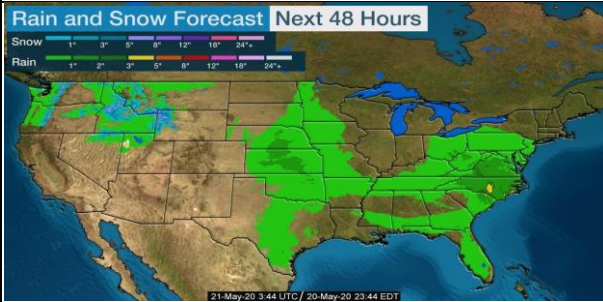 Rain and Snow Forecast Next 48 Hours
Snow 1" 3" 5" 8" 12" 18" 24"+
Rain 1" 2" 3" 5" 8" 12" 18" 24"+
21-May-20 3:44 UTC / 20-May-20 23:44 EDT